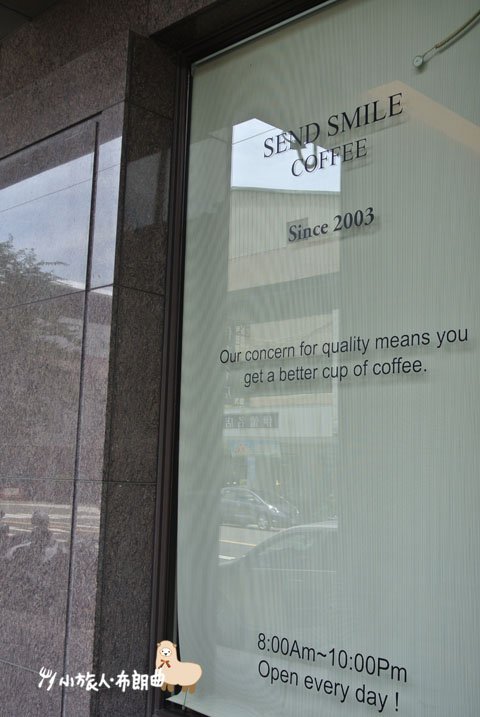 SEND SMILE
COFFEE
Since 2003
Our concern for quality means you
get a better cup of coffee.
8:00Am~10:00Pm
Open every day !
小旅人·布朗曲